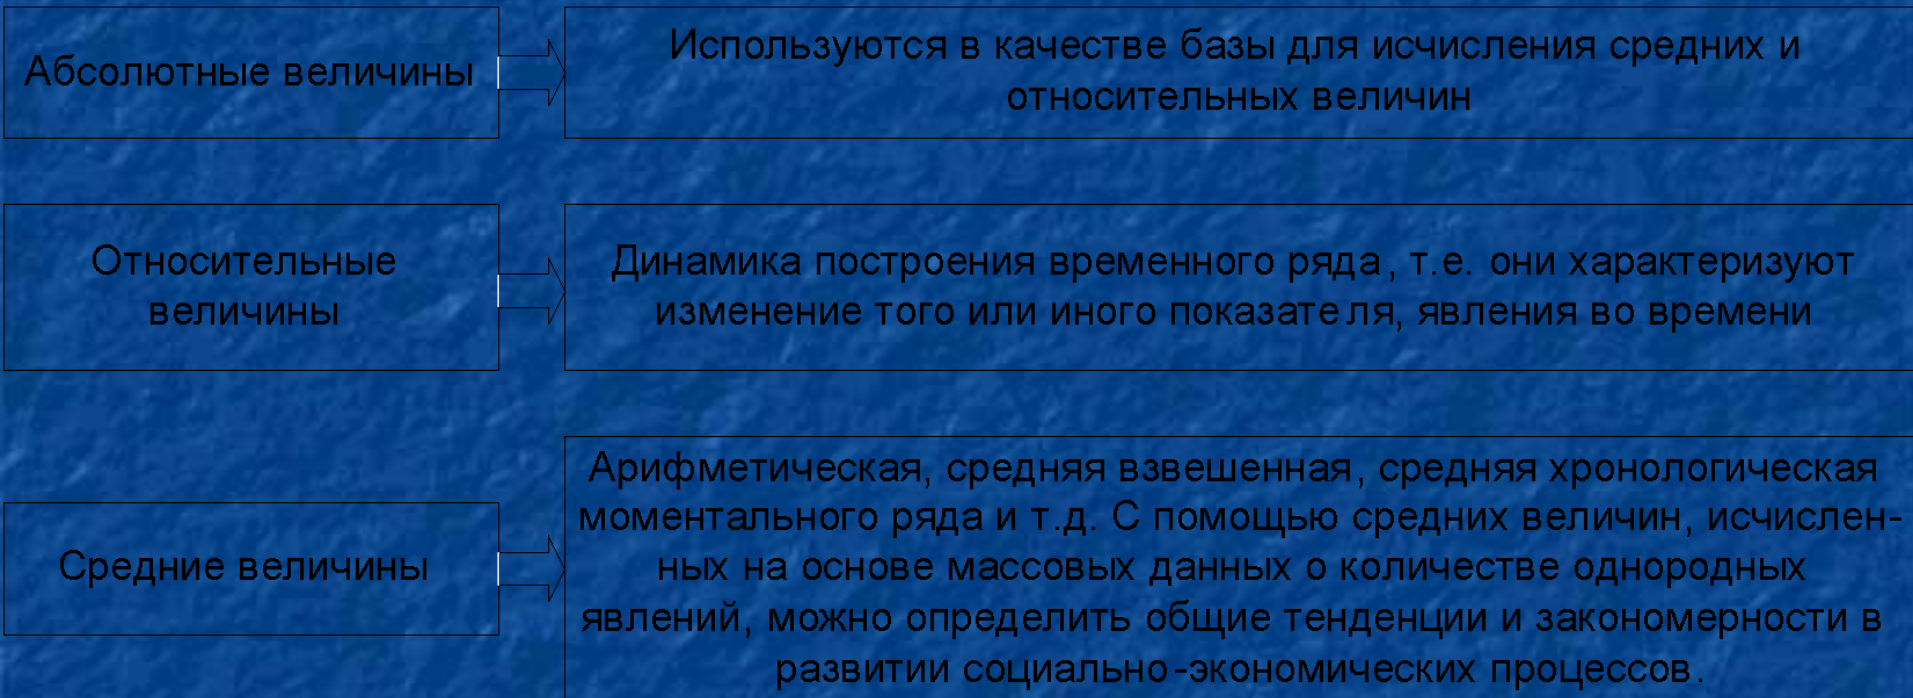 Абсолютные величины
Используются в качестве базы для исчисления средних и
относительных величин
Относительные
величины
Динамика построения временного ряда, т.е. они характеризуют
изменение того или иного показателя, явления во времени
Средние величины
Арифметическая, средняя взвешенная, средняя хронологическая
моментального ряда и т.д. С помощью средних величин, исчислен-
ных на основе массовых данных о количестве однородных
явлений, можно определить общие тенденции и закономерности в
развитии социально-экономических процессов.